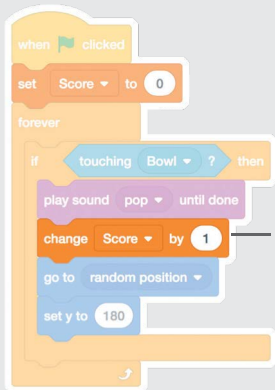 when clicked
set Score to 0
forever
if touching Bowl ? then
play sound pop until done
change Score by 1
go to random position
set y to 180